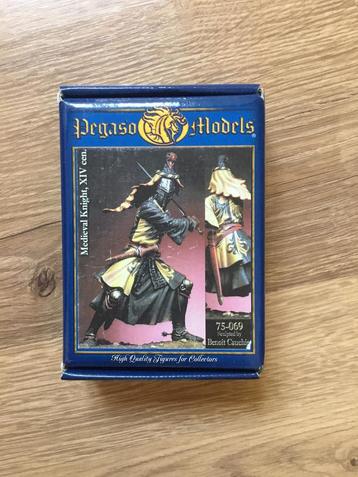 Pegaso Models
Medieval Knight, XIV cen.
75-069
Sculpted by
Benoit Cauchie
High Quality Figures for Collectors